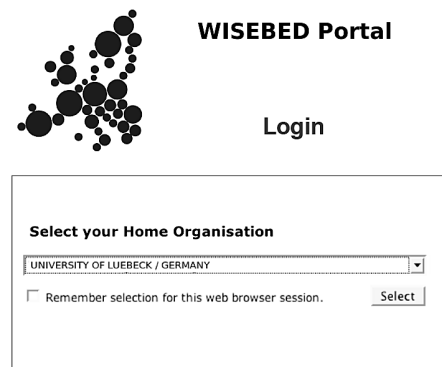 WISEBED Portal
Login
Select your Home Organisation
UNIVERSITY OF LUEBECK / GERMANY
Remember selection for this web browser session.
Select